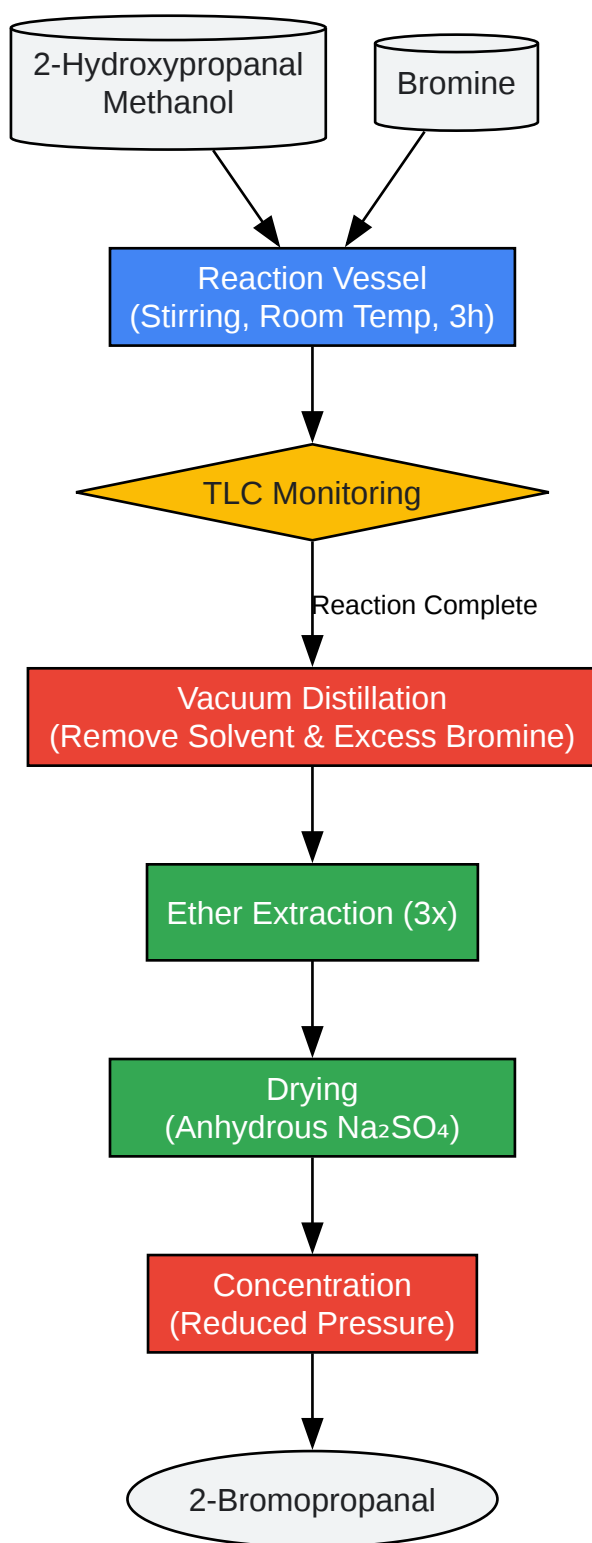 2-Hydroxypropanal
Methanol
Bromine
Reaction Vessel
(Stirring, Room Temp, 3h)
TLC Monitoring
Reaction Complete
Vacuum Distillation
(Remove Solvent & Excess Bromine)
Ether Extraction (3x)
Drying
(Anhydrous Na₂SO₄)
Concentration
(Reduced Pressure)
2-Bromopropanal